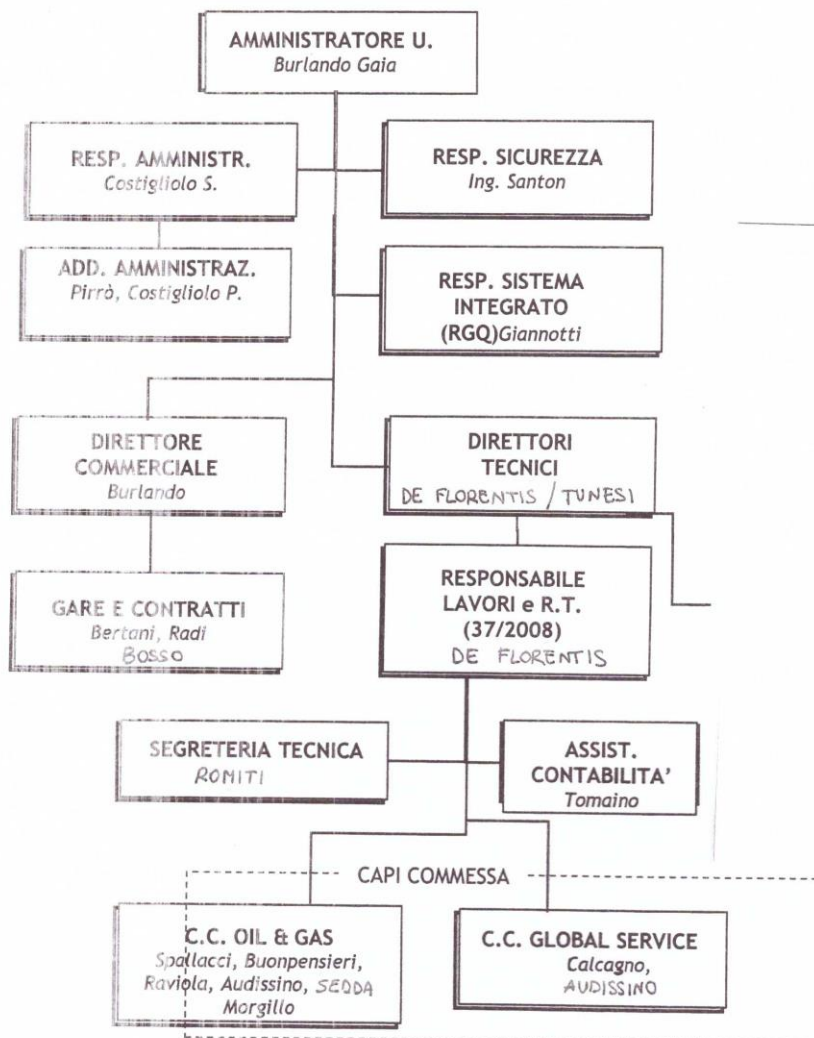 AMMINISTRATORE U.
Burlando Gaia
RESP. AMMINISTR.
Costigliolo S.
RESP. SICUREZZA
Ing. Santon
ADD. AMMINISTRAZ.
Pirrò, Costigliolo P.
RESP. SISTEMA
INTEGRATO
(RGQ)Giannotti
DIRETTORE
COMMERCIALE
Burlando
DIRETTORI
TECNICI
DE FLORENTIS / TUNESI
GARE E CONTRATTI
Bertani, Radi
BOSSO
RESPONSABILE
LAVORI e R.T.
(37/2008)
DE FLORENTIS
SEGRETERIA TECNICA
ROMITI
ASSIST.
CONTABILITA'
Tomaino
CAPI COMMESSA
C.C. OIL & GAS
Spallacci, Buonpensieri,
Raviola, Audissino, SEDDA
Morgillo
C.C. GLOBAL SERVICE
Calcagno,
AUDISSINO